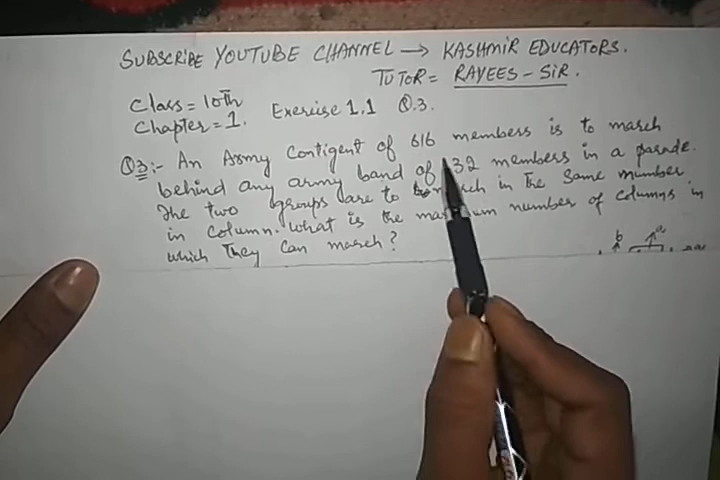 SUBSCRIBE YOUTUBE CHANNEL → KASHMIR EDUCATORS.
TUTOR = RAYEES - SIR.
Class = 10th
Chapter = 1. Exercise 1.1 Q.3.
Q3:- An Army Contigent of 616 members is to march
behind any army band of 32 members in a parade.
The two groups are to march in the same number
in column. what is the maximum number of columns in
which they can march?
b a